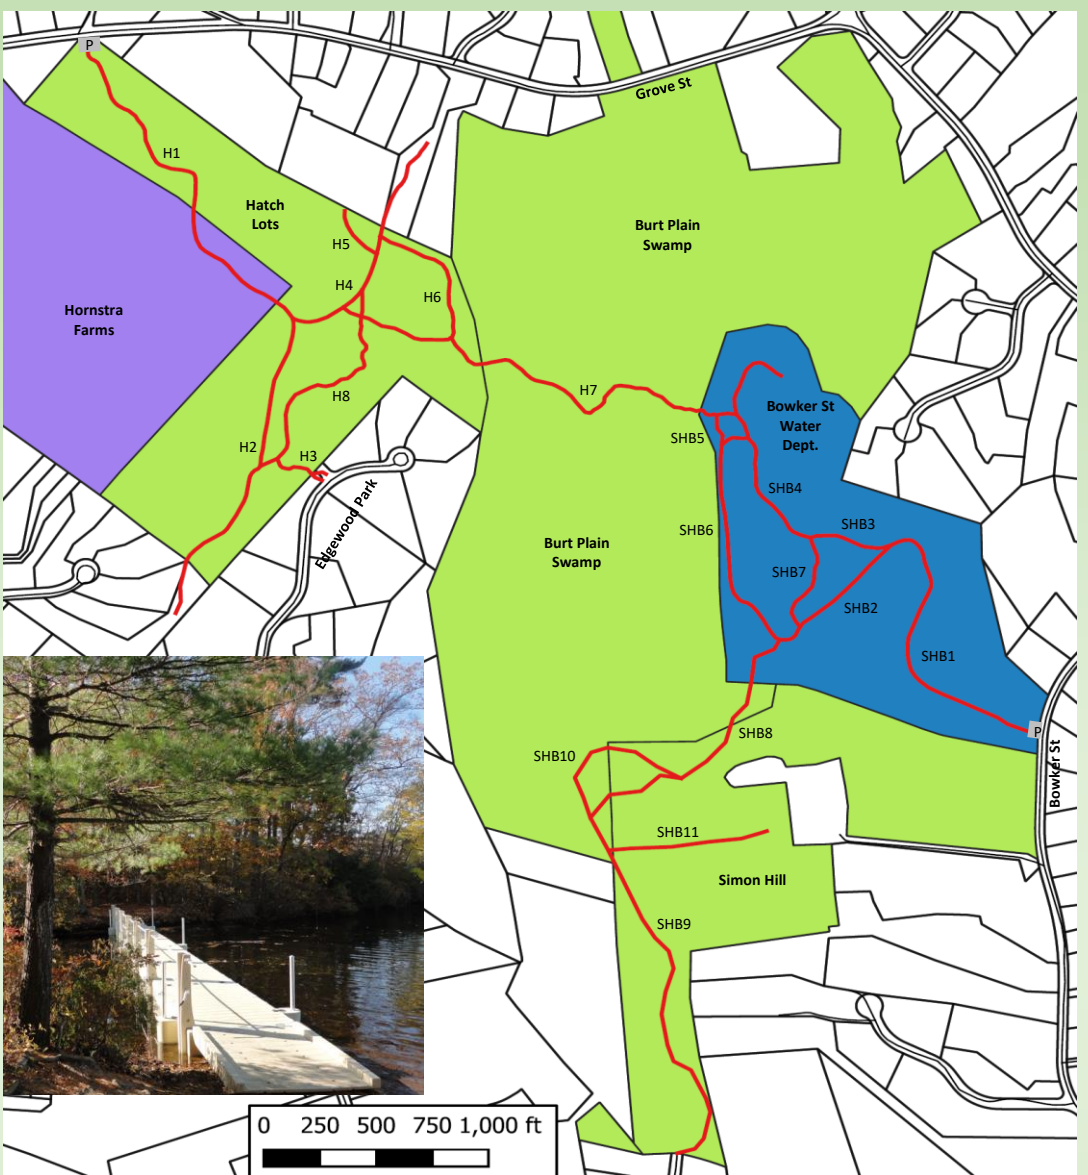 P
Grove St
H1
Hatch
Lots
Burt Plain
Swamp
H5
H4
H6
Hornstra
Farms
H7
H8
Bowker St
Water
Dept.
SHB5
H2
H3
SHB4
Edgewood Park
SHB3
SHB6
Burt Plain
Swamp
SHB7
SHB2
SHB1
P
SHB8
SHB10
Bowker St
SHB11
Simon Hill
SHB9
0 250 500 750 1,000 ft